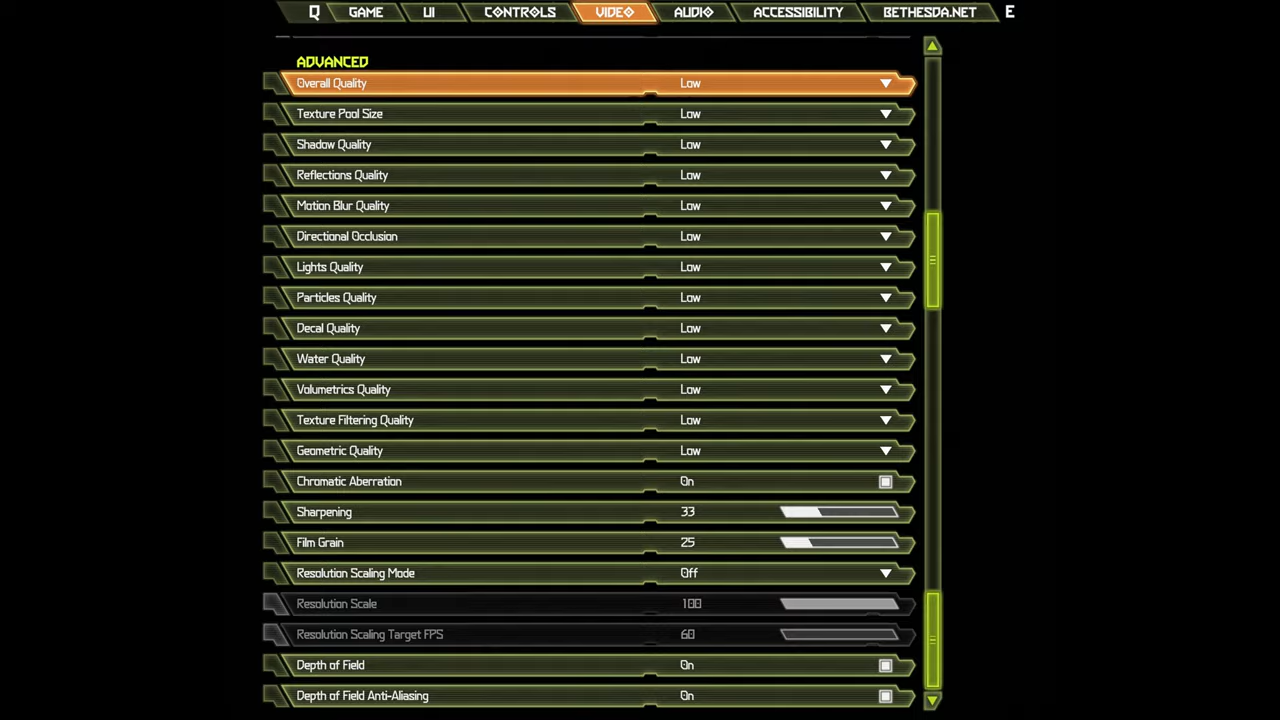 Q GAME UI CONTROLS VIDEO AUDIO ACCESSIBILITY BETHESDA.NET E
ADVANCED
Overall Quality Low
Texture Pool Size Low
Shadow Quality Low
Reflections Quality Low
Motion Blur Quality Low
Directional Occlusion Low
Lights Quality Low
Particles Quality Low
Decal Quality Low
Water Quality Low
Volumetrics Quality Low
Texture Filtering Quality Low
Geometric Quality Low
Chromatic Aberration On
Sharpening 33
Film Grain 25
Resolution Scaling Mode Off
Resolution Scale 100
Resolution Scaling Target FPS 60
Depth of Field On
Depth of Field Anti-Aliasing On